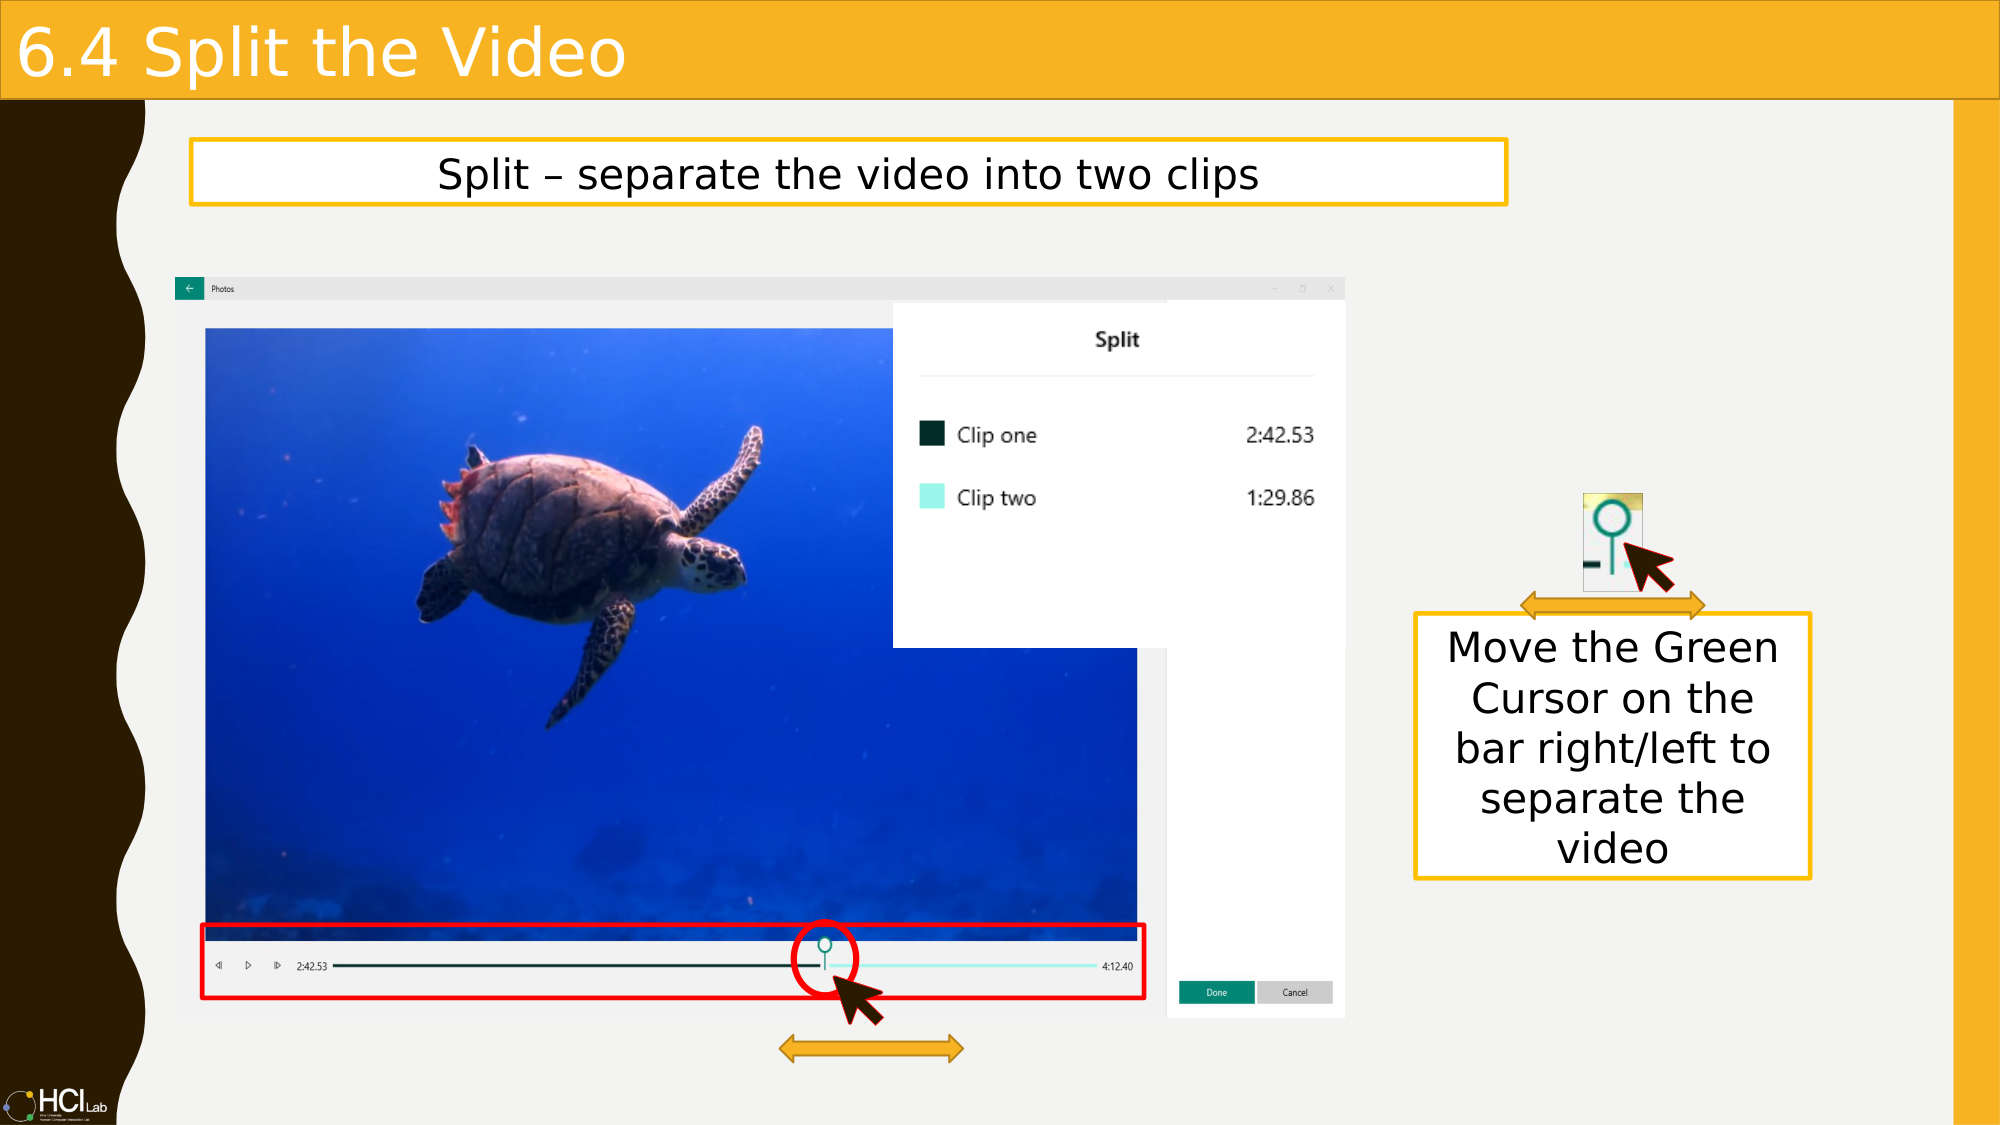 6.4 Split the Video
Split – separate the video into two clips
Photos
Split
Clip one 2:42.53
Clip two 1:29.86
Move the Green
Cursor on the
bar right/left to
separate the
video
2:42.53 4:12.40
Done Cancel
HCI Lab